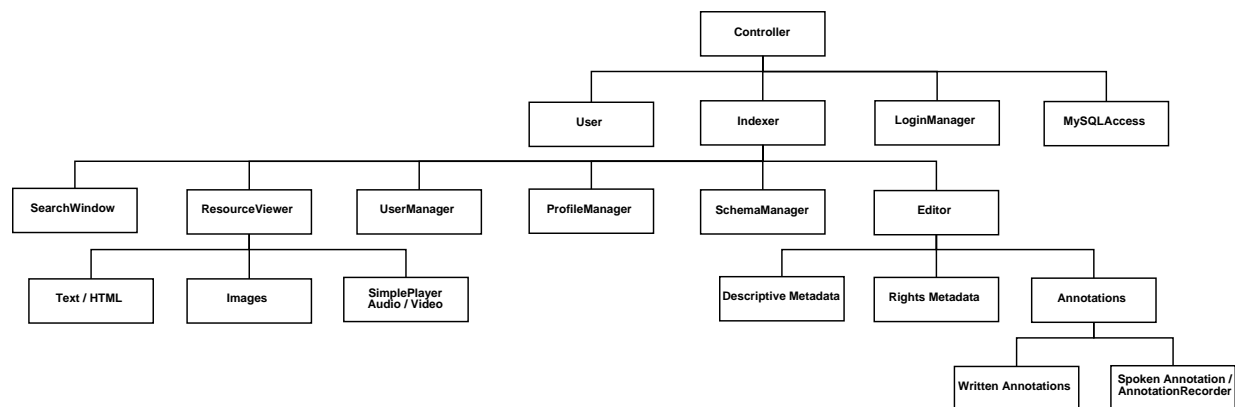 Controller
User
Indexer
LoginManager
MySQLAccess
SearchWindow
ResourceViewer
UserManager
ProfileManager
SchemaManager
Editor
Text / HTML
Images
SimplePlayer
Audio / Video
Descriptive Metadata
Rights Metadata
Annotations
Written Annotations
Spoken Annotation /
AnnotationRecorder